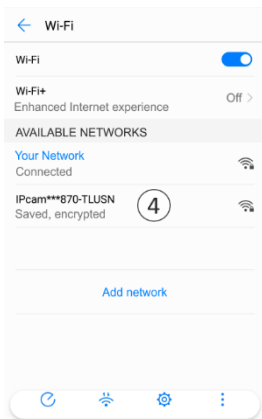 Wi-Fi
Wi-Fi
Wi-Fi+
Enhanced Internet experience
Off
AVAILABLE NETWORKS
Your Network
Connected
IPcam***870-TLUSN
Saved, encrypted
4
Add network